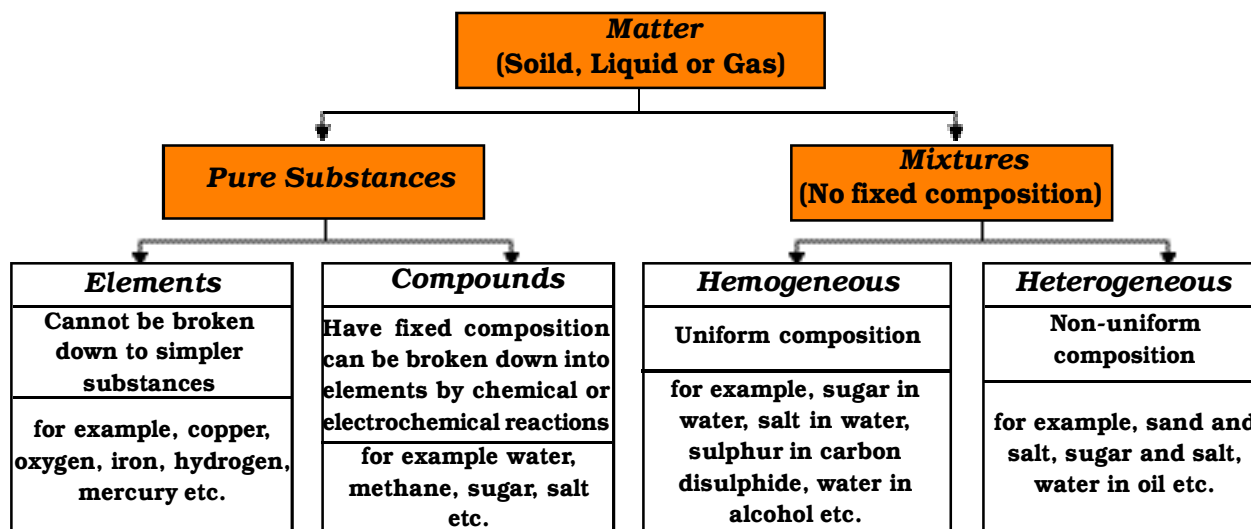 Matter
(Soild, Liquid or Gas)
Pure Substances
Mixtures
(No fixed composition)
Elements
Cannot be broken
down to simpler
substances
for example, copper,
oxygen, iron, hydrogen,
mercury etc.
Compounds
Have fixed composition
can be broken down into
elements by chemical or
electrochemical reactions
for example water,
methane, sugar, salt
etc.
Hemogeneous
Uniform composition
for example, sugar in
water, salt in water,
sulphur in carbon
disulphide, water in
alcohol etc.
Heterogeneous
Non-uniform
composition
for example, sand and
salt, sugar and salt,
water in oil etc.